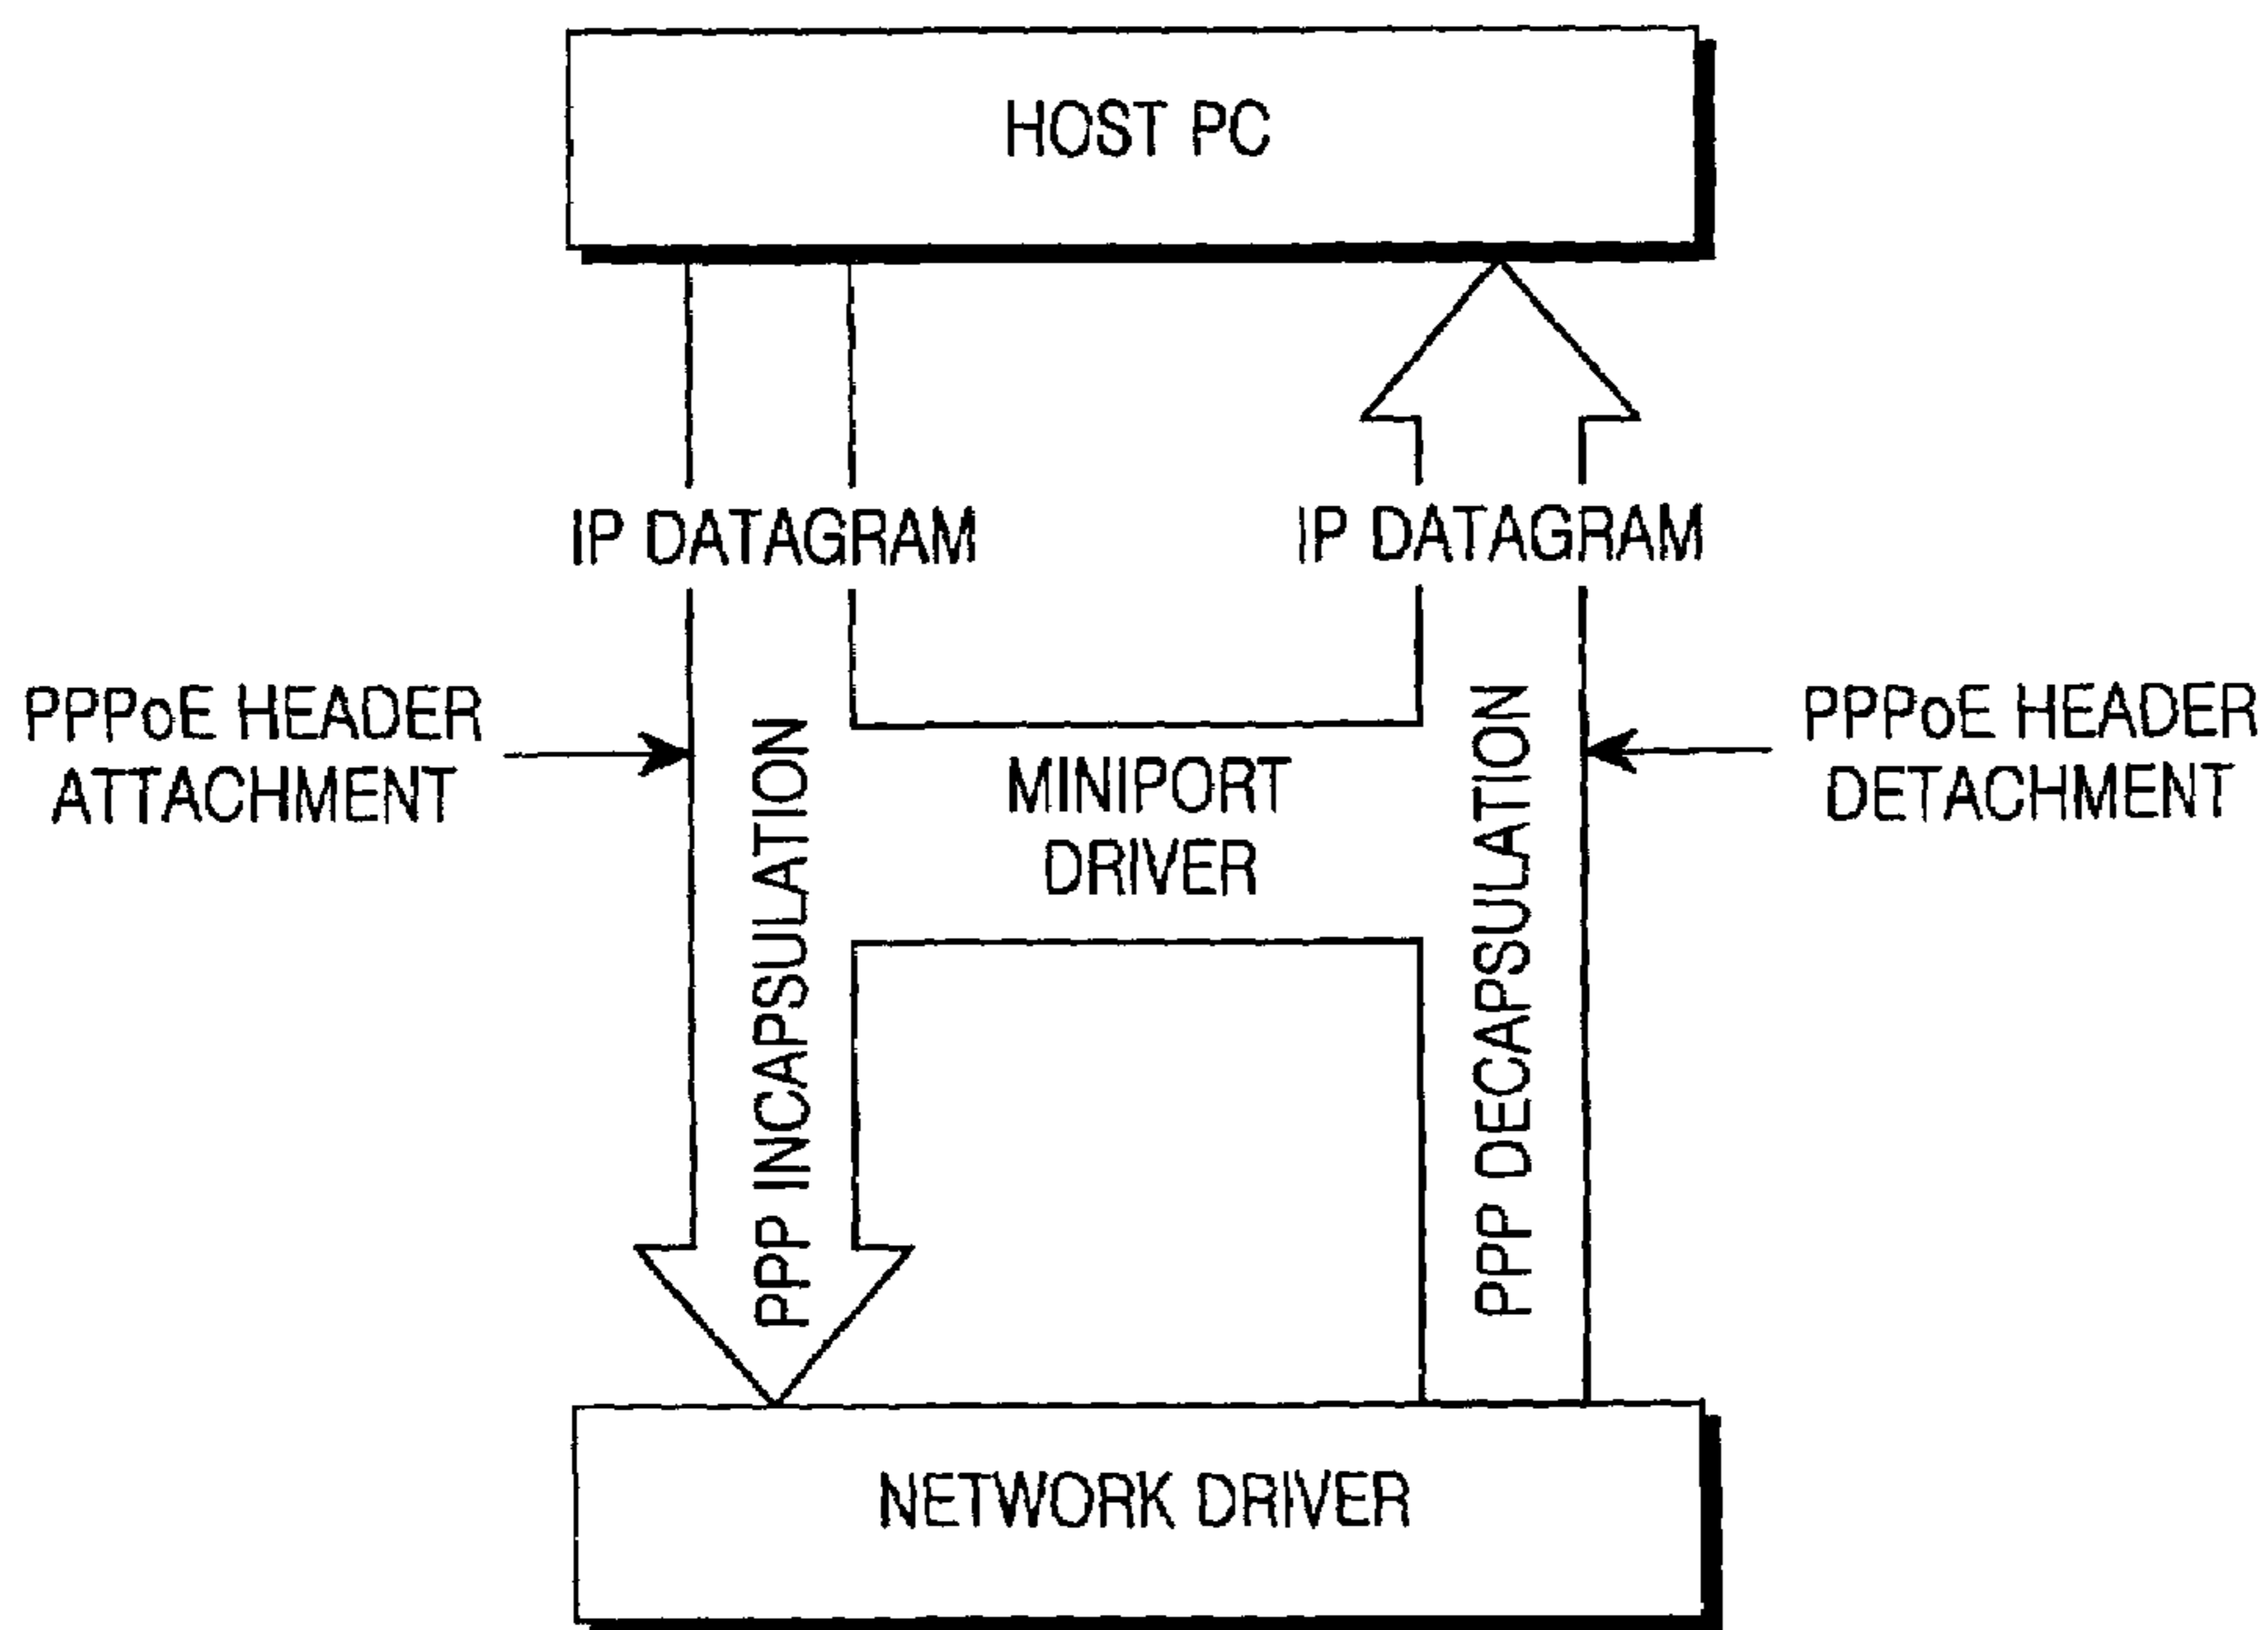 HOST PC
IP DATAGRAM
IP DATAGRAM
PPPoE HEADER
ATTACHMENT
PPP INCAPSULATION
MINIPORT
DRIVER
PPP DECAPSULATION
PPPoE HEADER
DETACHMENT
NETWORK DRIVER